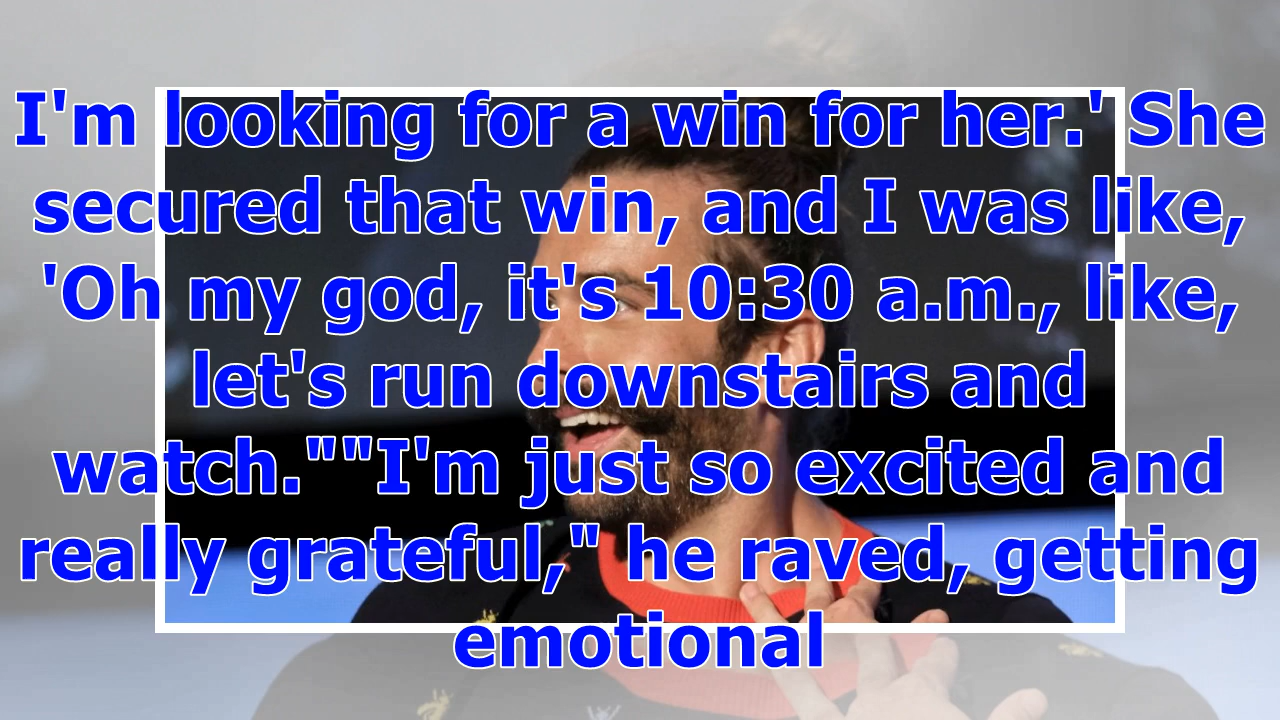 I'm looking for a win for her.' She
secured that win, and I was like,
'Oh my god, it's 10:30 a.m., like,
let's run downstairs and
watch.""I'm just so excited and
really grateful," he raved, getting
emotional